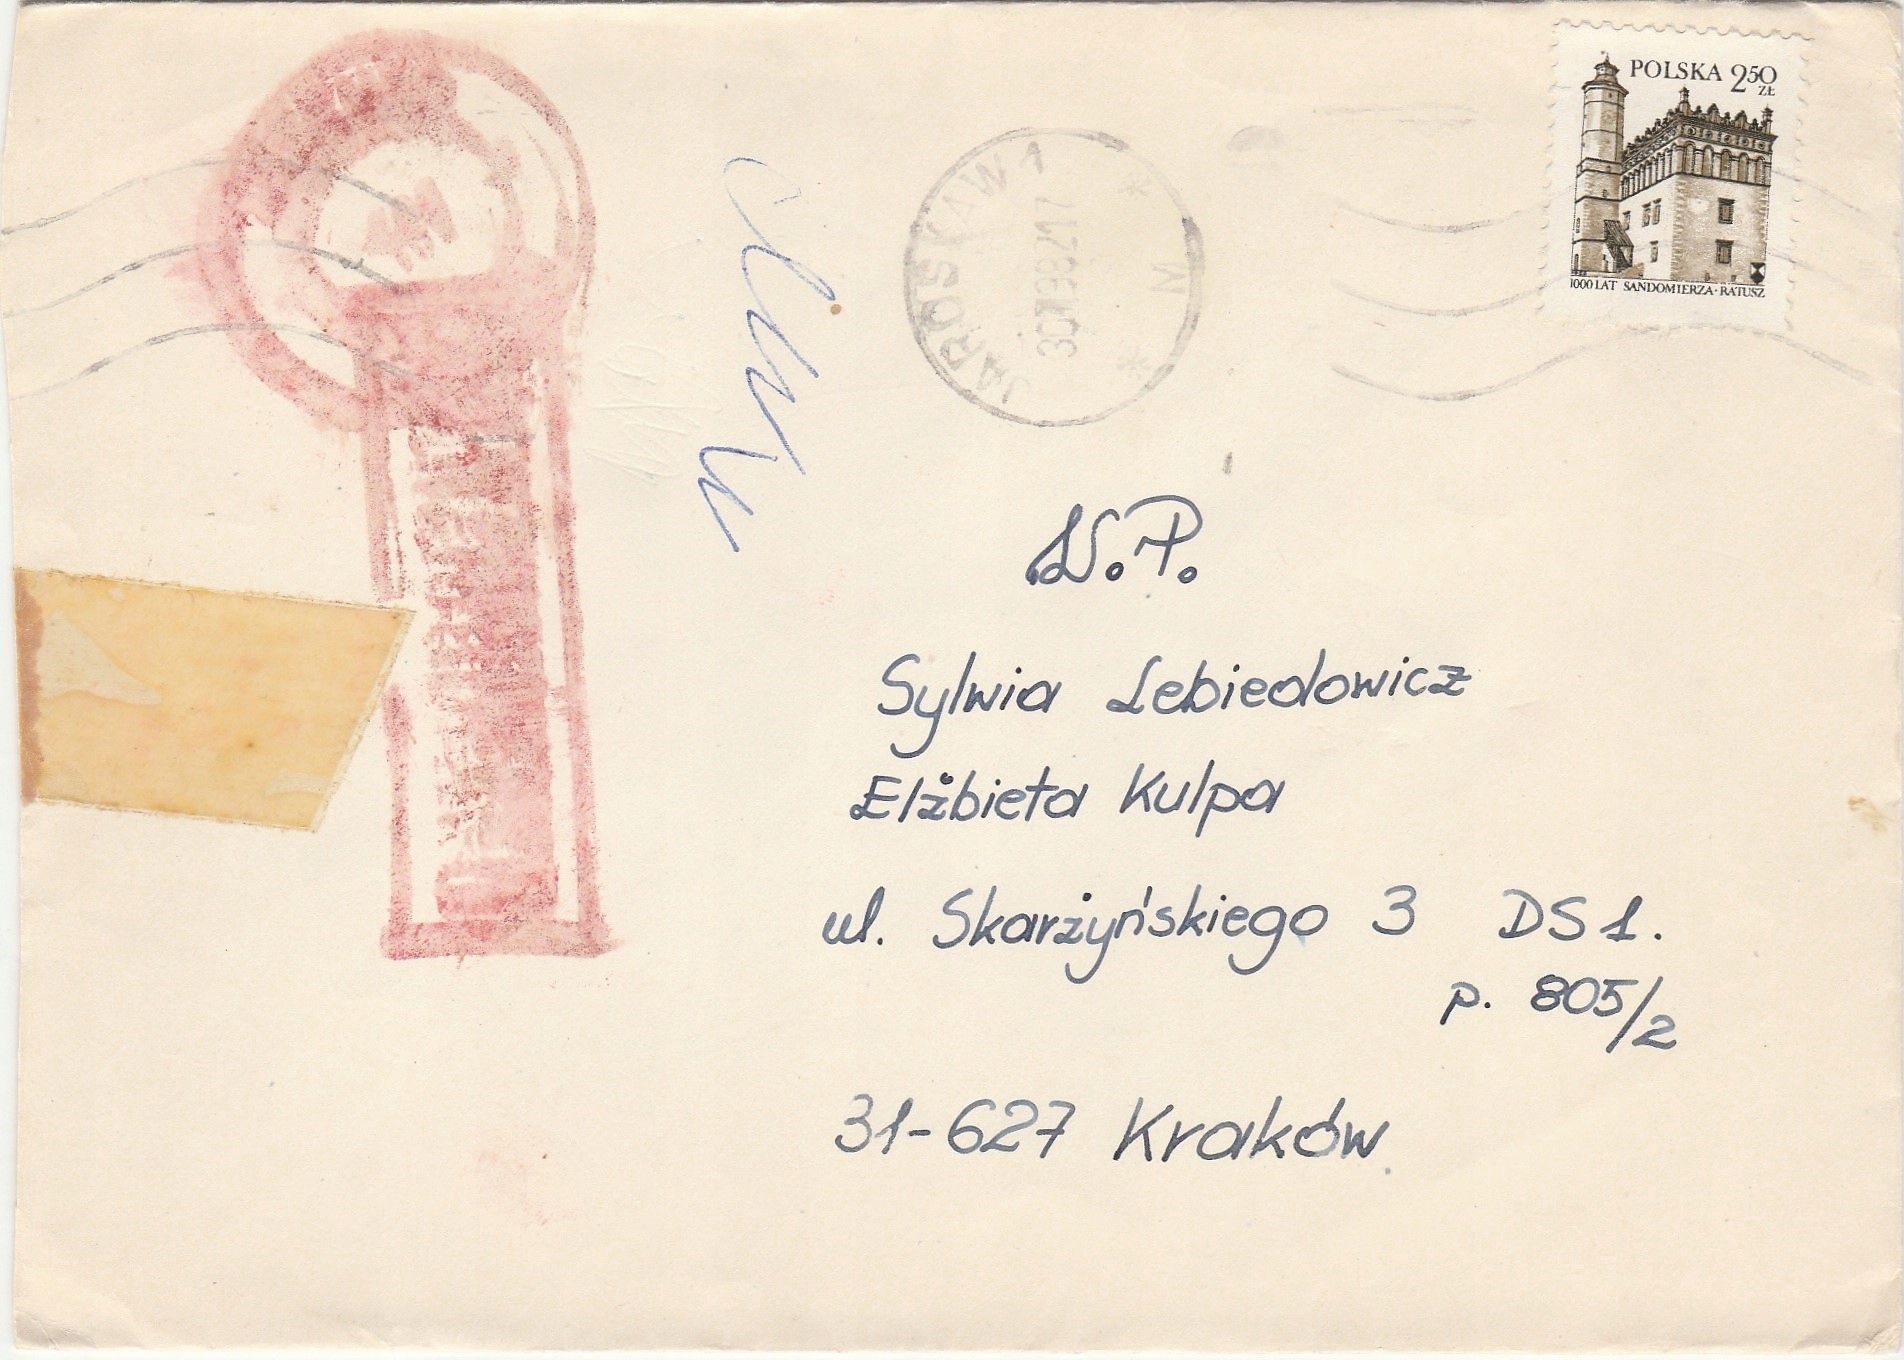 POLSKA 2 50
ZŁ
1000 LAT SANDOMIERZA · RATUSZ
JAROSŁAW 1
W.P.
Sylwia Lebiedowicz
Elżbieta Kulpa
ul. Skarżyńskiego 3 DS 1.
p. 805/2
31-627 Kraków